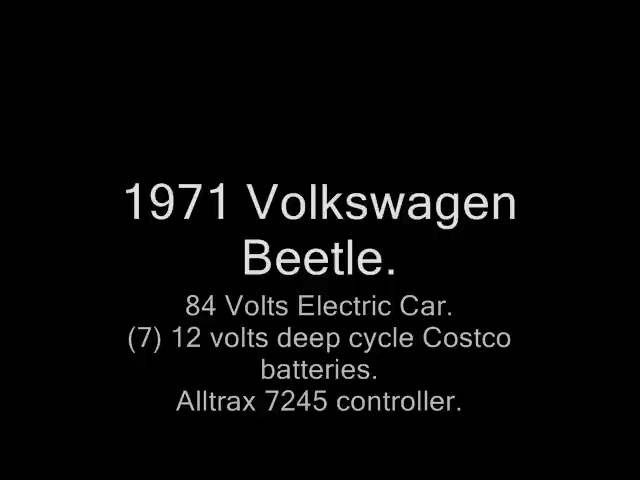 1971 Volkswagen
Beetle.
84 Volts Electric Car.
(7) 12 volts deep cycle Costco
batteries.
Alltrax 7245 controller.